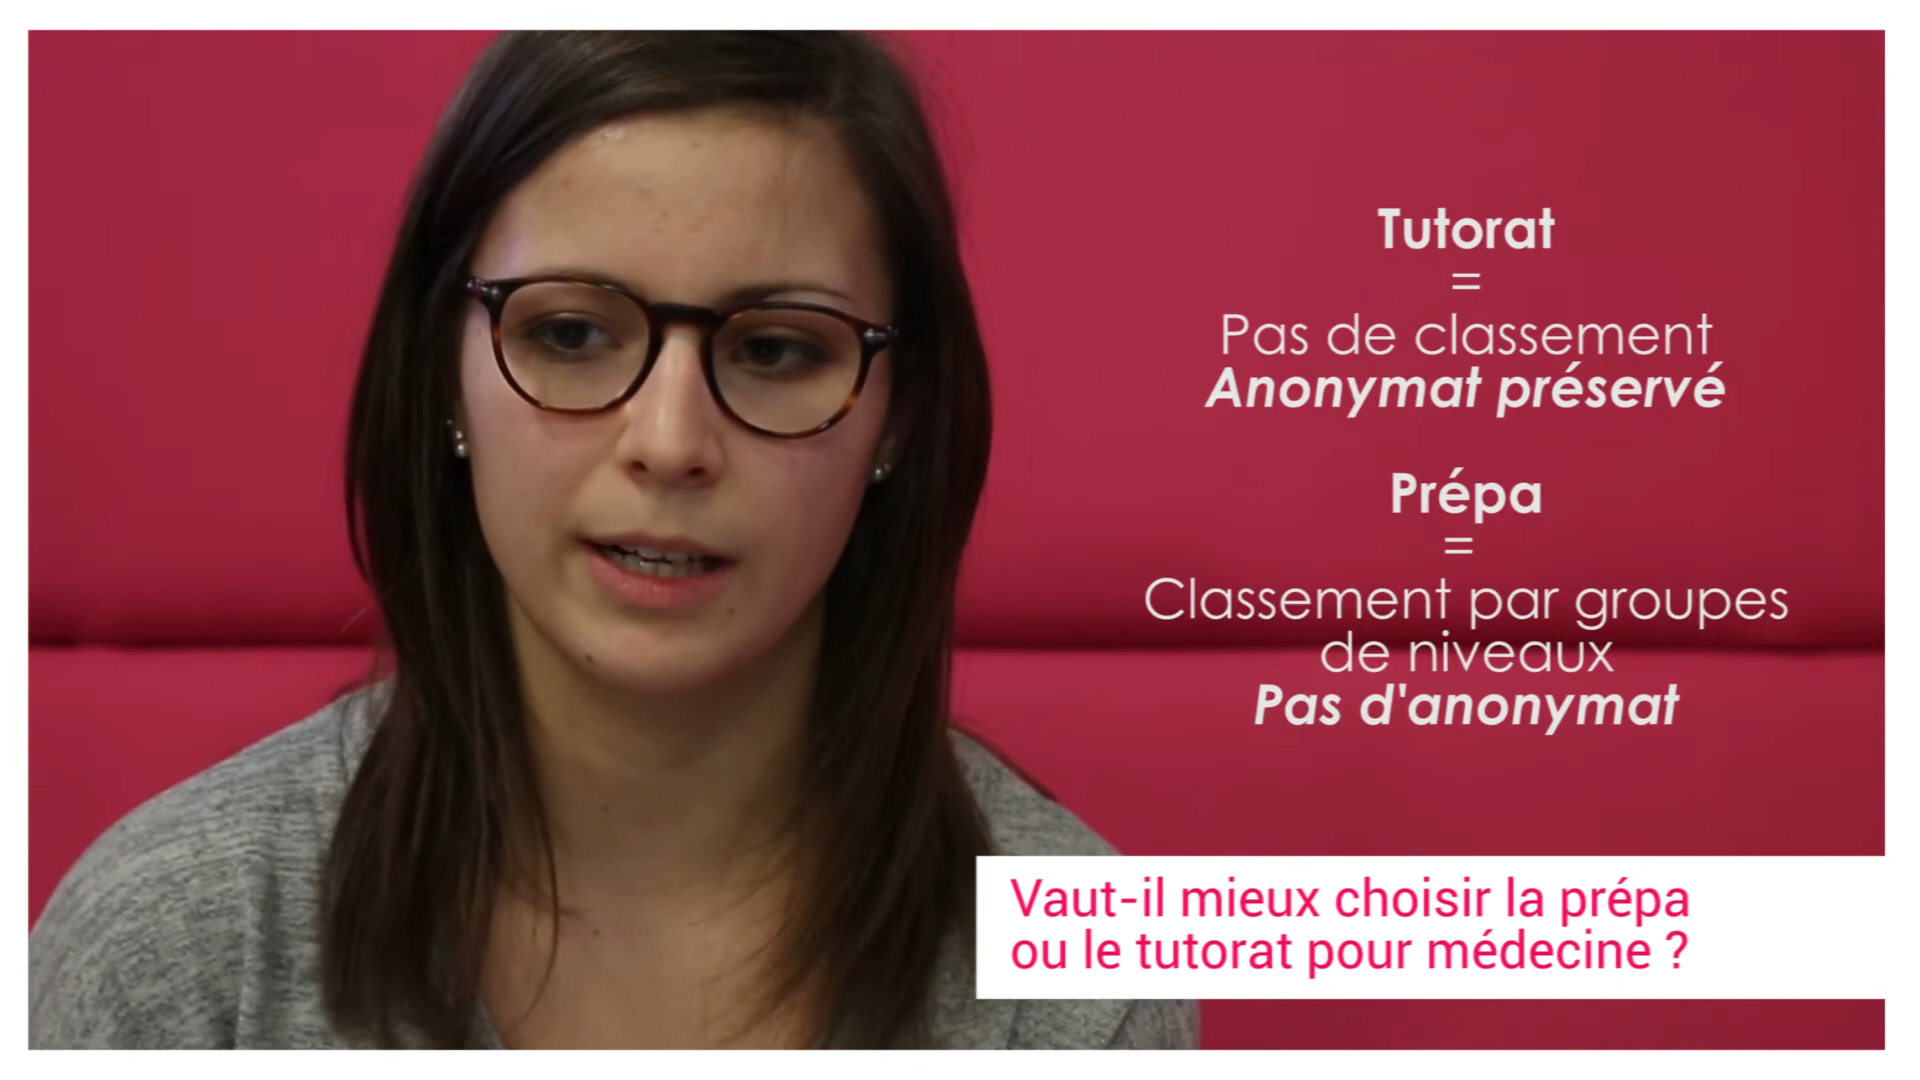 Tutorat
=
Pas de classement
Anonymat préservé
Prépa
=
Classement par groupes
de niveaux
Pas d'anonymat
Vaut-il mieux choisir la prépa
ou le tutorat pour médecine ?